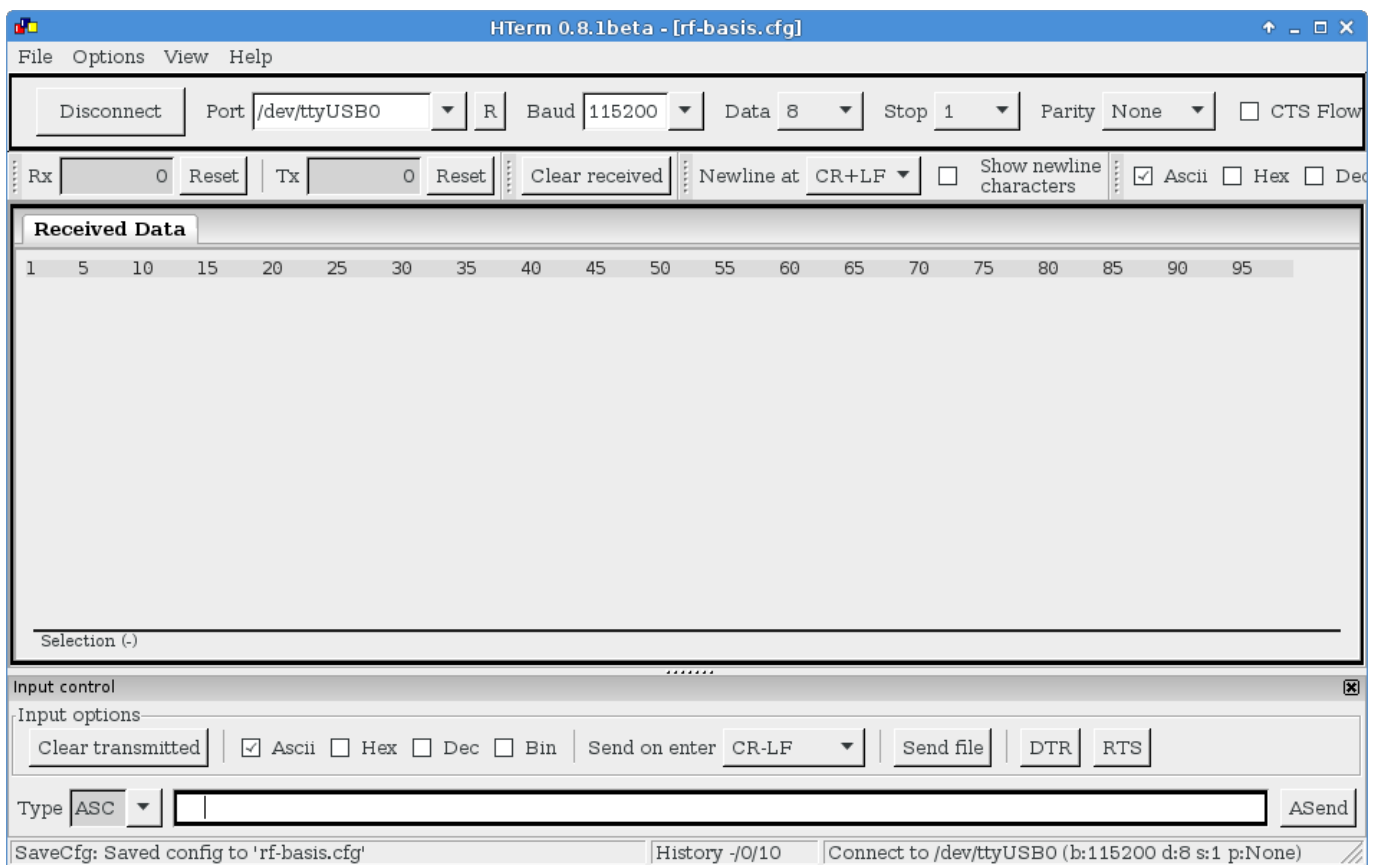 HTerm 0.8.1beta - [rf-basis.cfg]
File Options View Help
Disconnect Port /dev/ttyUSB0 R Baud 115200 Data 8 Stop 1 Parity None CTS Flow
Rx 0 Reset Tx 0 Reset Clear received Newline at CR+LF Show newline characters Ascii Hex Dec
Received Data
1 5 10 15 20 25 30 35 40 45 50 55 60 65 70 75 80 85 90 95
Selection (-)
Input control
Input options
Clear transmitted Ascii Hex Dec Bin Send on enter CR-LF Send file DTR RTS
Type ASC ASend
SaveCfg: Saved config to 'rf-basis.cfg' History -/0/10 Connect to /dev/ttyUSB0 (b:115200 d:8 s:1 p:None)